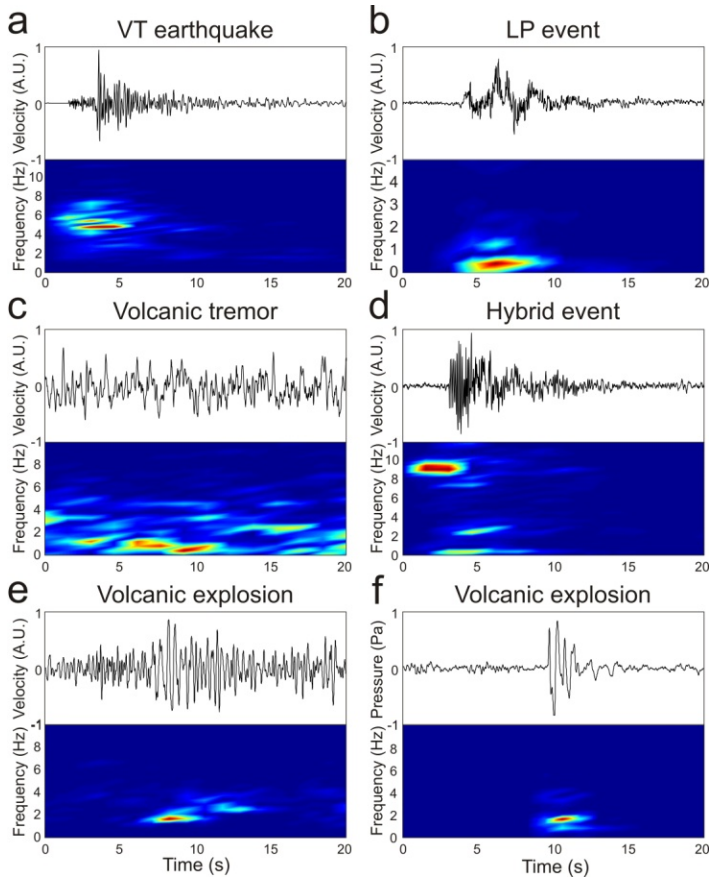 a VT earthquake
b LP event
Velocity (A.U.)
1
0
-1
Velocity (A.U.)
1
0
-1
Frequency (Hz)
10
8
6
4
2
0
0 5 10 15 20
Frequency (Hz)
4
3
2
1
0
0 5 10 15 20
c Volcanic tremor
d Hybrid event
Velocity (A.U.)
1
0
-1
Velocity (A.U.)
1
0
-1
Frequency (Hz)
8
6
4
2
0
0 5 10 15 20
Frequency (Hz)
10
8
6
4
2
0
0 5 10 15 20
e Volcanic explosion
f Volcanic explosion
Velocity (A.U.)
1
0
-1
Pressure (Pa)
1
0
-1
Frequency (Hz)
8
6
4
2
0
0 5 10 15 20
Time (s)
Frequency (Hz)
8
6
4
2
0
0 5 10 15 20
Time (s)